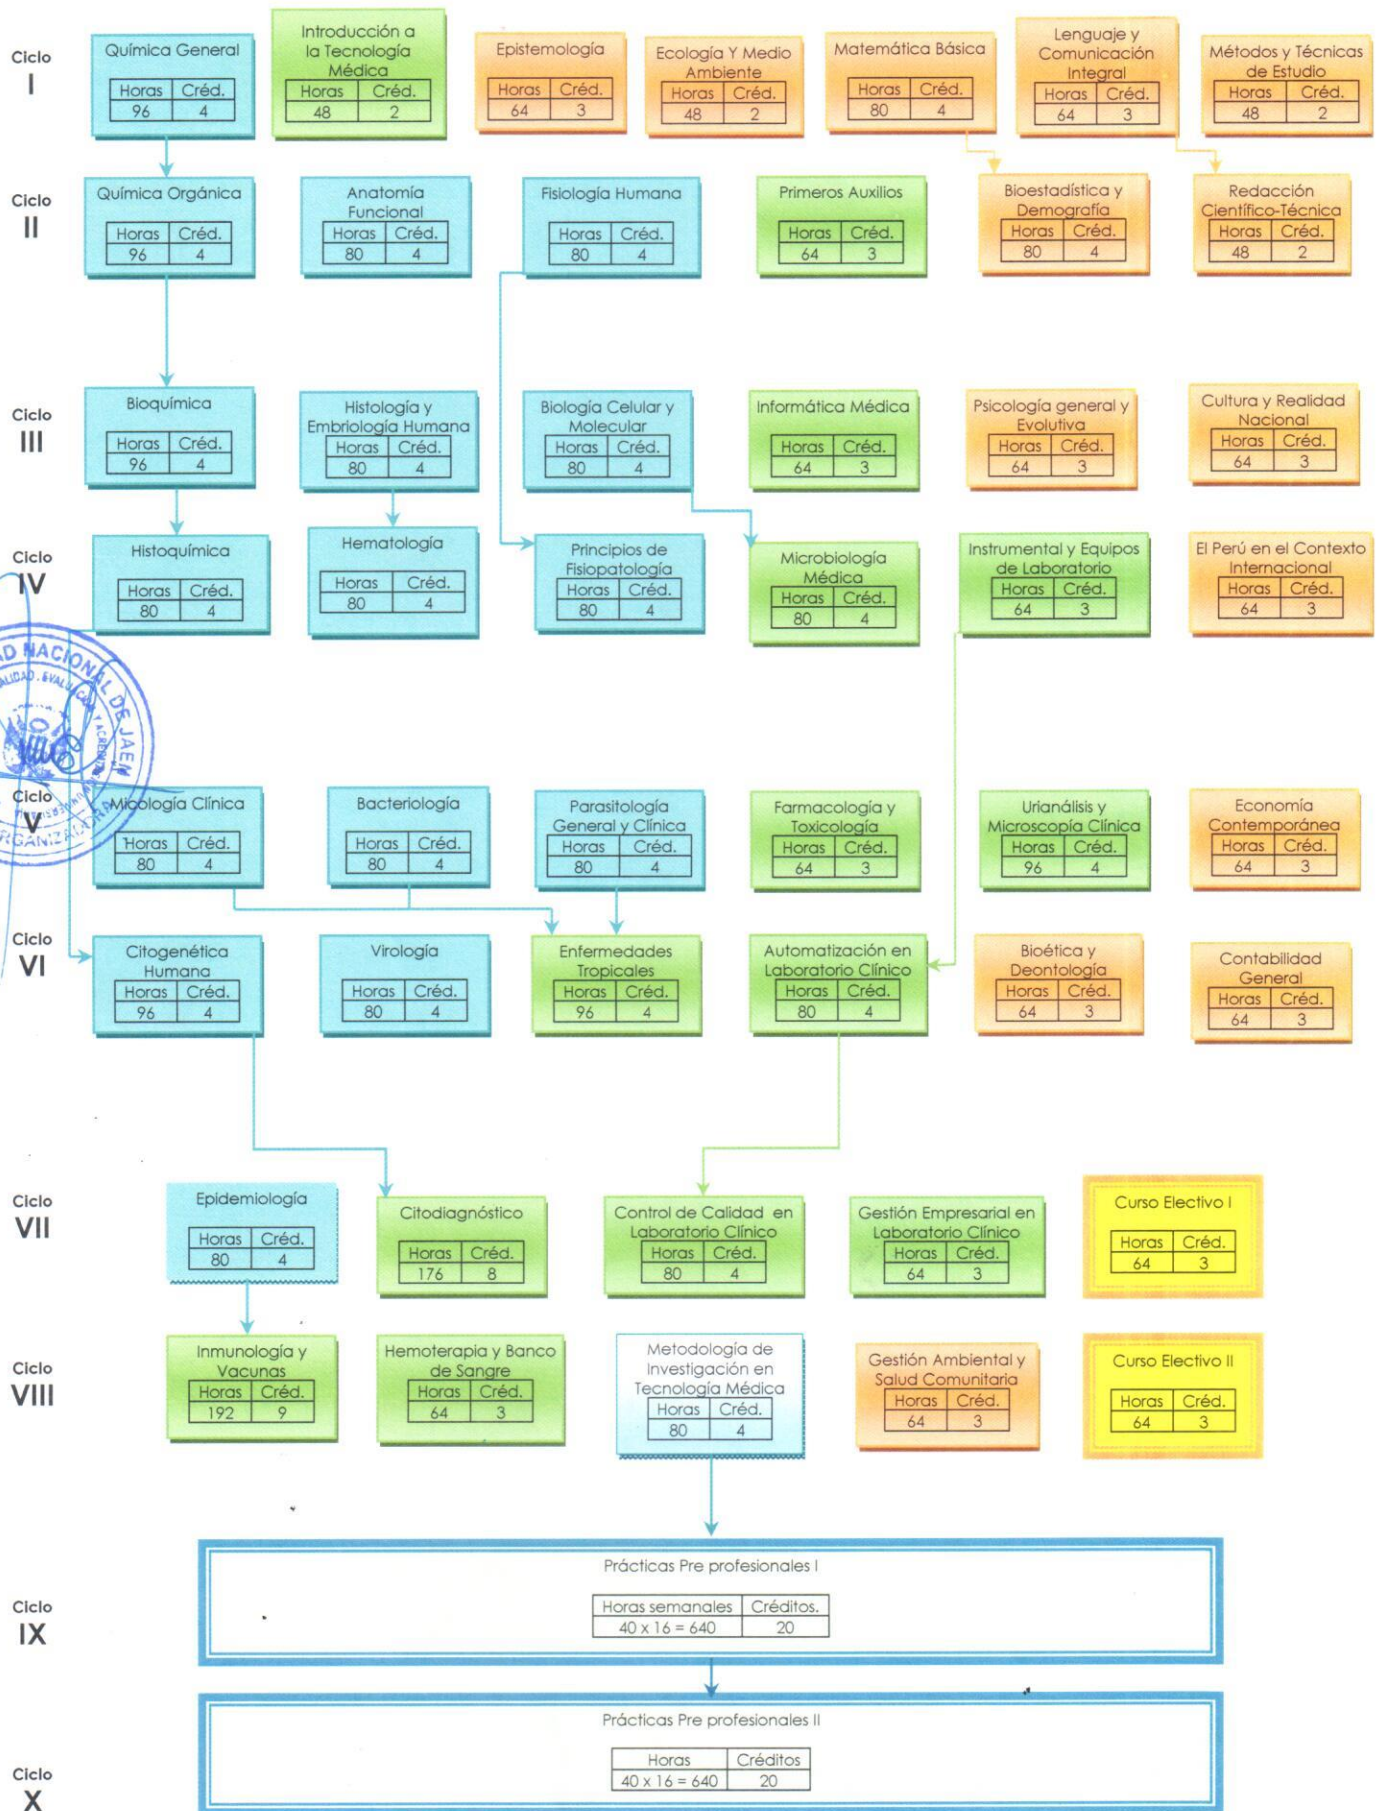 Ciclo
I
Química General
Horas Créd.
96 4
Introducción a
la Tecnología
Médica
Horas Créd.
48 2
Epistemología
Horas Créd.
64 3
Ecología Y Medio
Ambiente
Horas Créd.
48 2
Matemática Básica
Horas Créd.
80 4
Lenguaje y
Comunicación
Integral
Horas Créd.
64 3
Métodos y Técnicas
de Estudio
Horas Créd.
48 2
Ciclo
II
Química Orgánica
Horas Créd.
96 4
Anatomía
Funcional
Horas Créd.
80 4
Fisiología Humana
Horas Créd.
80 4
Primeros Auxilios
Horas Créd.
64 3
Bioestadística y
Demografía
Horas Créd.
80 4
Redacción
Científico-Técnica
Horas Créd.
48 2
Ciclo
III
Bioquímica
Horas Créd.
96 4
Histología y
Embriología Humana
Horas Créd.
80 4
Biología Celular y
Molecular
Horas Créd.
80 4
Informática Médica
Horas Créd.
64 3
Psicología general y
Evolutiva
Horas Créd.
64 3
Cultura y Realidad
Nacional
Horas Créd.
64 3
Ciclo
IV
Histoquímica
Horas Créd.
80 4
Hematología
Horas Créd.
80 4
Principios de
Fisiopatología
Horas Créd.
80 4
Microbiología
Médica
Horas Créd.
80 4
Instrumental y Equipos
de Laboratorio
Horas Créd.
64 3
El Perú en el Contexto
Internacional
Horas Créd.
64 3
AD NACIONAL DE JAEN
Ciclo
V
Micología Clínica
Horas Créd.
80 4
Bacteriología
Horas Créd.
80 4
Parasitología
General y Clínica
Horas Créd.
80 4
Farmacología y
Toxicología
Horas Créd.
64 3
Urianálisis y
Microscopía Clínica
Horas Créd.
96 4
Economía
Contemporánea
Horas Créd.
64 3
Ciclo
VI
Citogenética
Humana
Horas Créd.
96 4
Virología
Horas Créd.
80 4
Enfermedades
Tropicales
Horas Créd.
96 4
Automatización en
Laboratorio Clínico
Horas Créd.
80 4
Bioética y
Deontología
Horas Créd.
64 3
Contabilidad
General
Horas Créd.
64 3
Ciclo
VII
Epidemiología
Horas Créd.
80 4
Citodiagnóstico
Horas Créd.
176 8
Control de Calidad en
Laboratorio Clínico
Horas Créd.
80 4
Gestión Empresarial en
Laboratorio Clínico
Horas Créd.
64 3
Curso Electivo I
Horas Créd.
64 3
Ciclo
VIII
Inmunología y
Vacunas
Horas Créd.
192 9
Hemoterapia y Banco
de Sangre
Horas Créd.
64 3
Metodología de
Investigación en
Tecnología Médica
Horas Créd.
80 4
Gestión Ambiental y
Salud Comunitaria
Horas Créd.
64 3
Curso Electivo II
Horas Créd.
64 3
Ciclo
IX
Prácticas Pre profesionales I
Horas semanales Créditos.
40 x 16 = 640 20
Ciclo
X
Prácticas Pre profesionales II
Horas Créditos
40 x 16 = 640 20